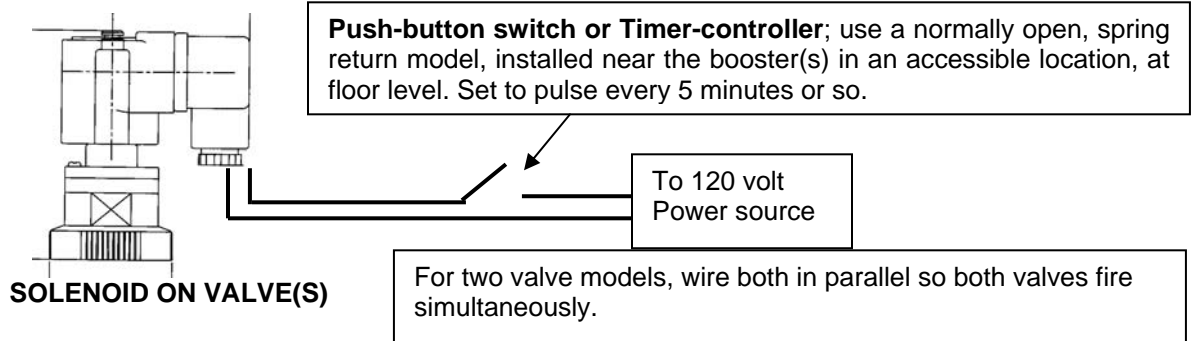 Push-button switch or Timer-controller; use a normally open, spring
return model, installed near the booster(s) in an accessible location, at
floor level. Set to pulse every 5 minutes or so.
To 120 volt
Power source
SOLENOID ON VALVE(S)
For two valve models, wire both in parallel so both valves fire
simultaneously.